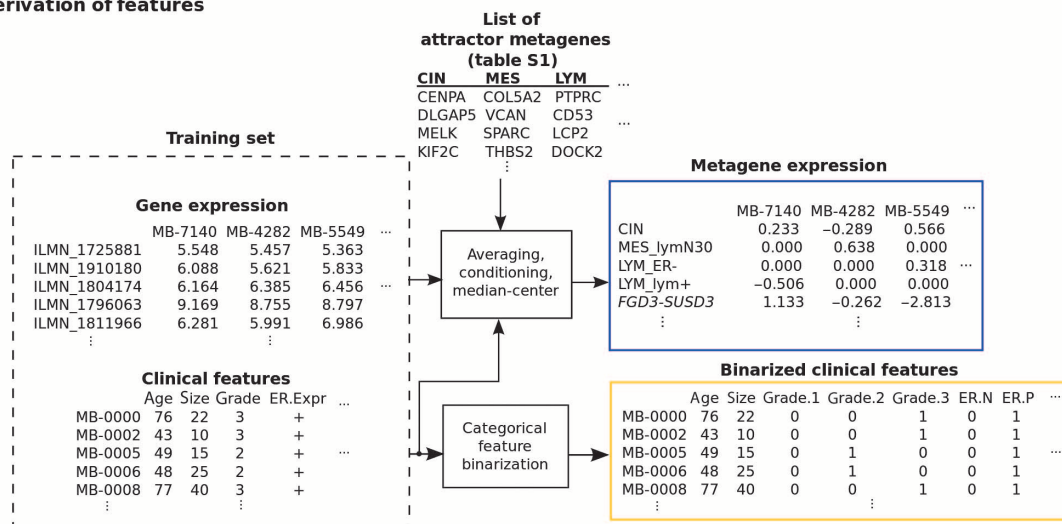 erivation of features
List of
attractor metagenes
(table S1)
CIN MES LYM ...
CENPA COL5A2 PTPRC
DLGAP5 VCAN CD53 ...
MELK SPARC LCP2
KIF2C THBS2 DOCK2
⋮
Training set
Gene expression
MB-7140 MB-4282 MB-5549 ...
ILMN_1725881 5.548 5.457 5.363
ILMN_1910180 6.088 5.621 5.833
ILMN_1804174 6.164 6.385 6.456 ...
ILMN_1796063 9.169 8.755 8.797
ILMN_1811966 6.281 5.991 6.986
⋮ ⋮
Clinical features
Age Size Grade ER.Expr ...
MB-0000 76 22 3 +
MB-0002 43 10 3 +
MB-0005 49 15 2 + ...
MB-0006 48 25 2 +
MB-0008 77 40 3 +
⋮ ⋮
Averaging,
conditioning,
median-center
Categorical
feature
binarization
Metagene expression
MB-7140 MB-4282 MB-5549 ...
CIN 0.233 –0.289 0.566
MES_lymN30 0.000 0.638 0.000
LYM_ER- 0.000 0.000 0.318 ...
LYM_lym+ –0.506 0.000 0.000
FGD3-SUSD3 1.133 –0.262 –2.813
⋮ ⋮
Binarized clinical features
Age Size Grade.1 Grade.2 Grade.3 ER.N ER.P ...
MB-0000 76 22 0 0 1 0 1
MB-0002 43 10 0 0 1 0 1
MB-0005 49 15 0 1 0 0 1 ...
MB-0006 48 25 0 1 0 0 1
MB-0008 77 40 0 0 1 0 1
⋮ ⋮